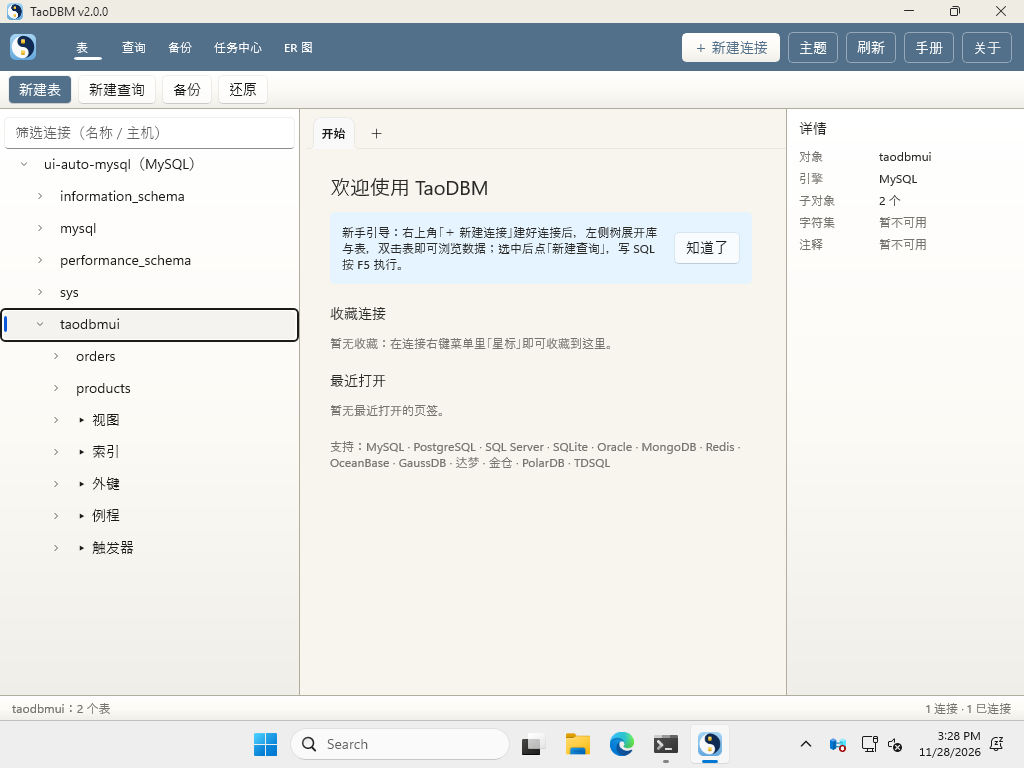 TaoDBM v2.0.0
表
查询
备份
任务中心
ER 图
＋ 新建连接
主题
刷新
手册
关于
新建表
新建查询
备份
还原
筛选连接（名称 / 主机）
ui-auto-mysql（MySQL）
information_schema
mysql
performance_schema
sys
taodbmui
orders
products
▸ 视图
▸ 索引
▸ 外键
▸ 例程
▸ 触发器
开始
欢迎使用 TaoDBM
新手引导：右上角「＋ 新建连接」建好连接后，左侧树展开库
与表，双击表即可浏览数据；选中后点「新建查询」，写 SQL
按 F5 执行。
知道了
收藏连接
暂无收藏：在连接右键菜单里「星标」即可收藏到这里。
最近打开
暂无最近打开的页签。
支持：MySQL · PostgreSQL · SQL Server · SQLite · Oracle · MongoDB · Redis ·
OceanBase · GaussDB · 达梦 · 金仓 · PolarDB · TDSQL
详情
对象 taodbmui
引擎 MySQL
子对象 2 个
字符集 暂不可用
注释 暂不可用
taodbmui：2 个表
1 连接 · 1 已连接
Search
3:28 PM
11/28/2026